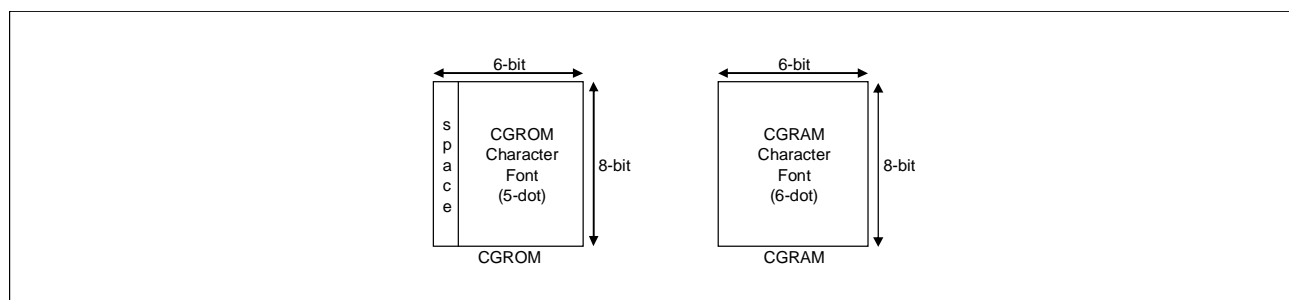 6-bit
space
CGROM
Character
Font
(5-dot)
8-bit
CGROM
6-bit
CGRAM
Character
Font
(6-dot)
8-bit
CGRAM